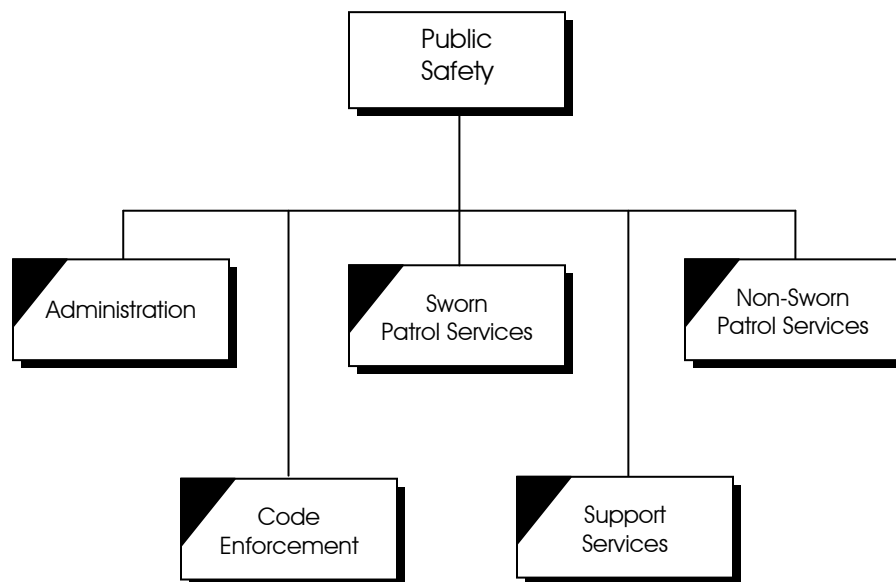 Public
Safety
Administration
Sworn
Patrol Services
Non-Sworn
Patrol Services
Code
Enforcement
Support
Services